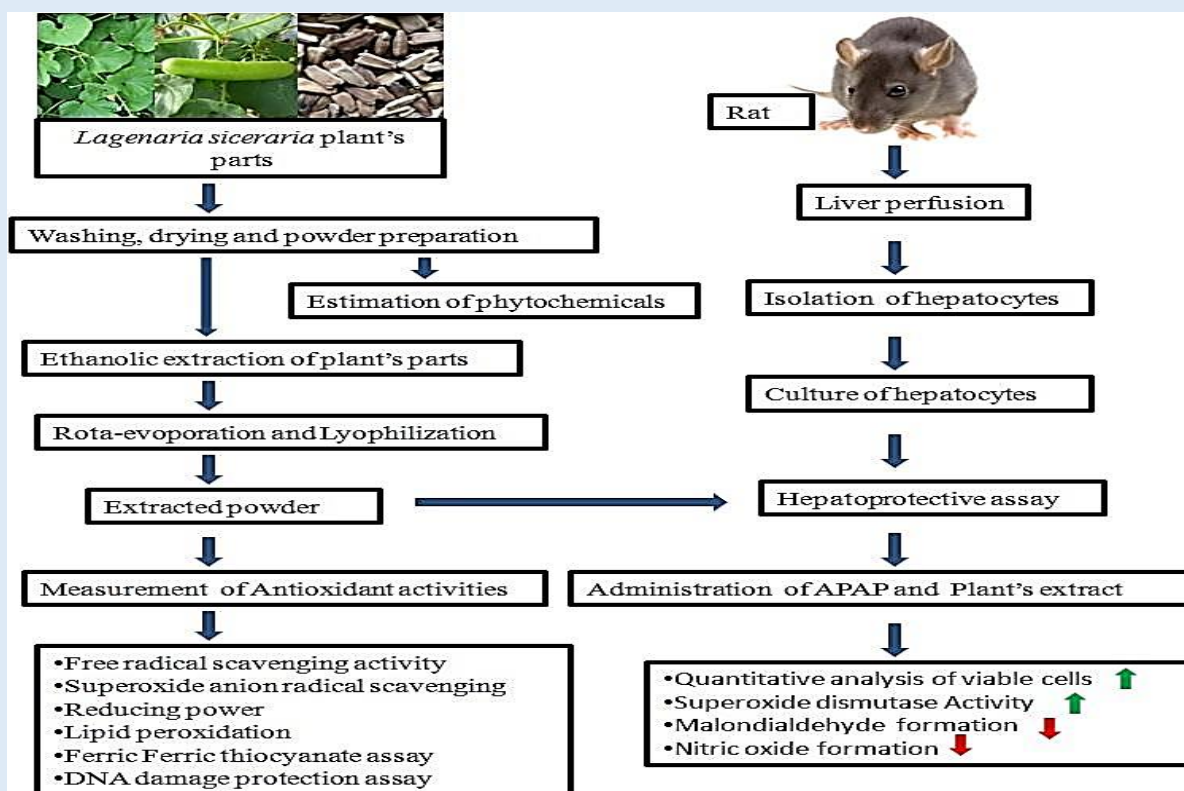 Lagenaria siceraria plant's
parts
Washing, drying and powder preparation
Estimation of phytochemicals
Ethanolic extraction of plant's parts
Rota-evoporation and Lyophilization
Extracted powder
Measurement of Antioxidant activities
•Free radical scavenging activity
•Superoxide anion radical scavenging
•Reducing power
•Lipid peroxidation
•Ferric Ferric thiocyanate assay
•DNA damage protection assay
Rat
Liver perfusion
Isolation of hepatocytes
Culture of hepatocytes
Hepatoprotective assay
Administration of APAP and Plant's extract
•Quantitative analysis of viable cells
•Superoxide dismutase Activity
•Malondialdehyde formation
•Nitric oxide formation